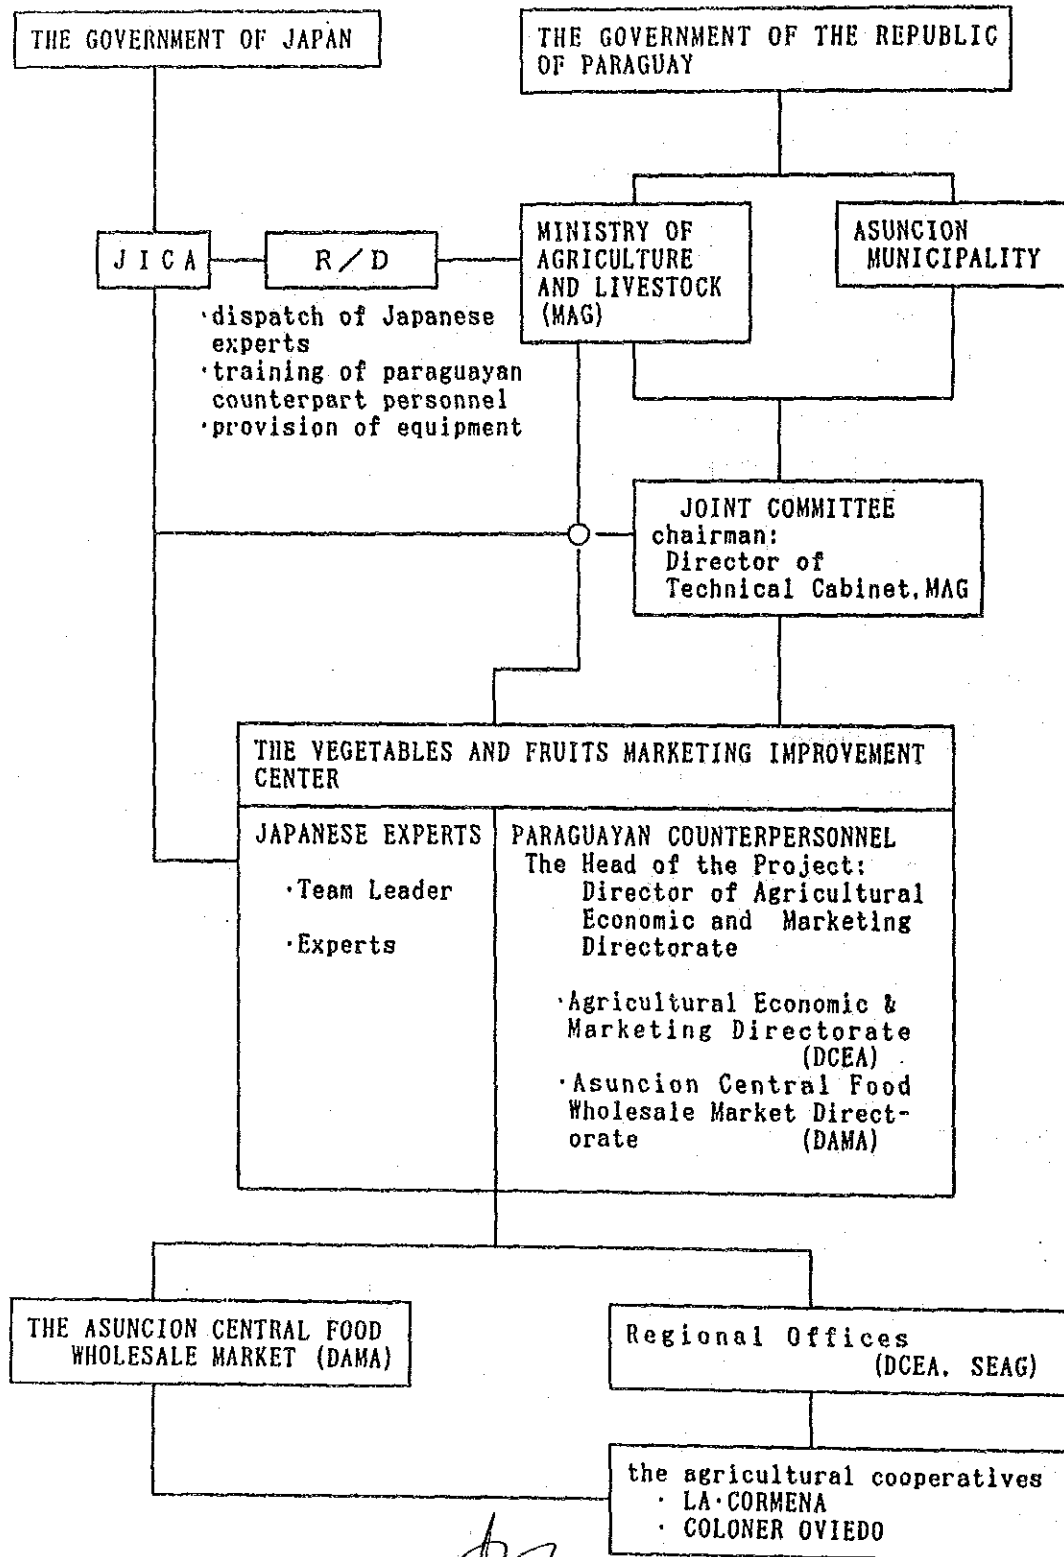 THE GOVERNMENT OF JAPAN
THE GOVERNMENT OF THE REPUBLIC
OF PARAGUAY
JICA
R／D
MINISTRY OF
AGRICULTURE
AND LIVESTOCK
(MAG)
ASUNCION
MUNICIPALITY
・dispatch of Japanese
experts
・training of paraguayan
counterpart personnel
・provision of equipment
JOINT COMMITTEE
chairman:
Director of
Technical Cabinet, MAG
THE VEGETABLES AND FRUITS MARKETING IMPROVEMENT
CENTER
JAPANESE EXPERTS
・Team Leader
・Experts
PARAGUAYAN COUNTERPERSONNEL
The Head of the Project:
Director of Agricultural
Economic and Marketing
Directorate
・Agricultural Economic &
Marketing Directorate
(DCEA)
・Asuncion Central Food
Wholesale Market Direct-
orate (DAMA)
THE ASUNCION CENTRAL FOOD
WHOLESALE MARKET (DAMA)
Regional Offices
(DCEA, SEAG)
the agricultural cooperatives
・ LA・CORMENA
・ COLONER OVIEDO